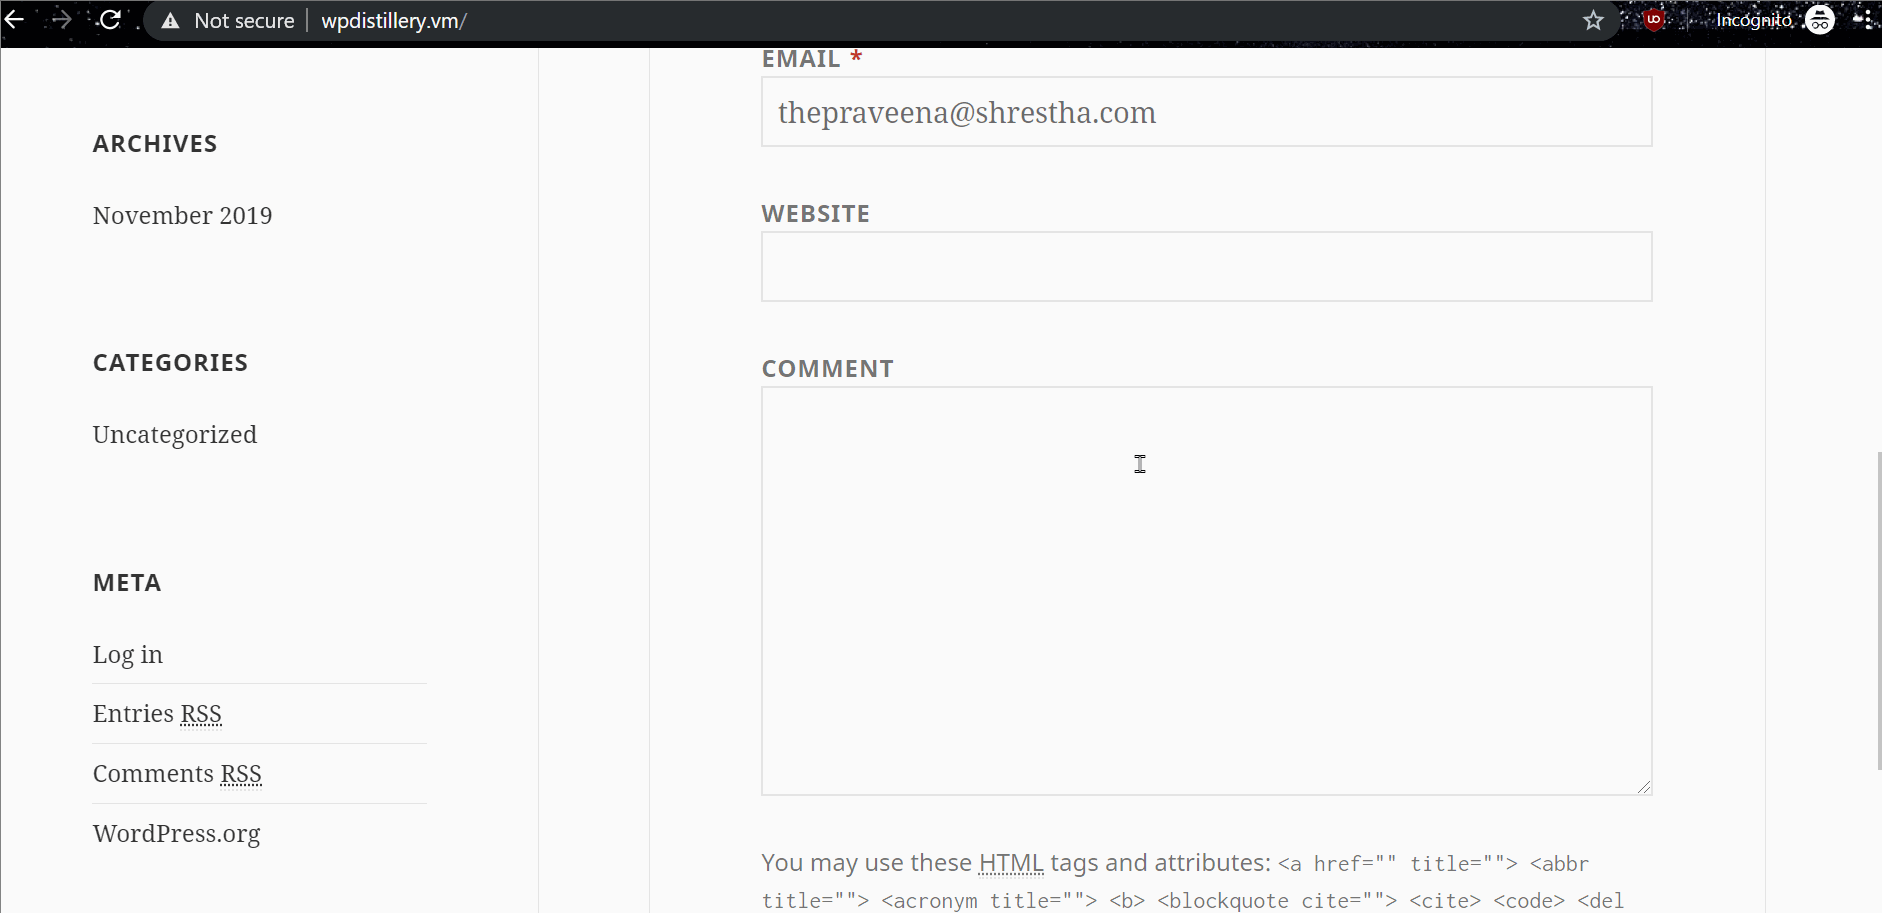 Not secure wpdistillery.vm/
Incognito
ARCHIVES
November 2019
CATEGORIES
Uncategorized
META
Log in
Entries RSS
Comments RSS
WordPress.org
EMAIL *
thepraveena@shrestha.com
WEBSITE
COMMENT
You may use these HTML tags and attributes: <a href="" title=""> <abbr
title=""> <acronym title=""> <b> <blockquote cite=""> <cite> <code> <del